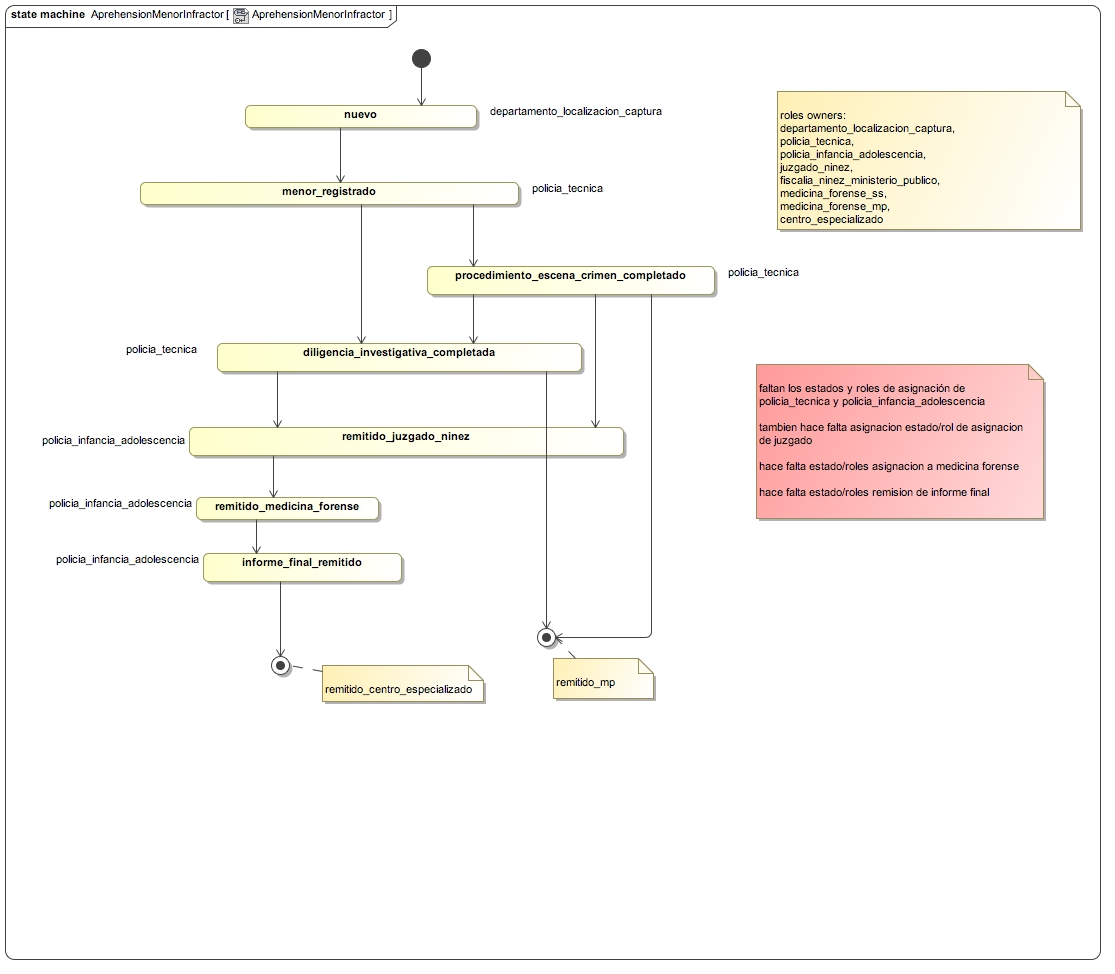 state machine AprehensionMenorInfractor [ AprehensionMenorInfractor ]
nuevo
departamento_localizacion_captura
menor_registrado
policia_tecnica
procedimiento_escena_crimen_completado
policia_tecnica
policia_tecnica
diligencia_investigativa_completada
policia_infancia_adolescencia
remitido_juzgado_ninez
policia_infancia_adolescencia
remitido_medicina_forense
policia_infancia_adolescencia
informe_final_remitido
remitido_centro_especializado
remitido_mp
roles owners:
departamento_localizacion_captura,
policia_tecnica,
policia_infancia_adolescencia,
juzgado_ninez,
fiscalia_ninez_ministerio_publico,
medicina_forense_ss,
medicina_forense_mp,
centro_especializado
faltan los estados y roles de asignación de
policia_tecnica y policia_infancia_adolescencia
tambien hace falta asignacion estado/rol de asignacion
de juzgado
hace falta estado/roles asignacion a medicina forense
hace falta estado/roles remision de informe final